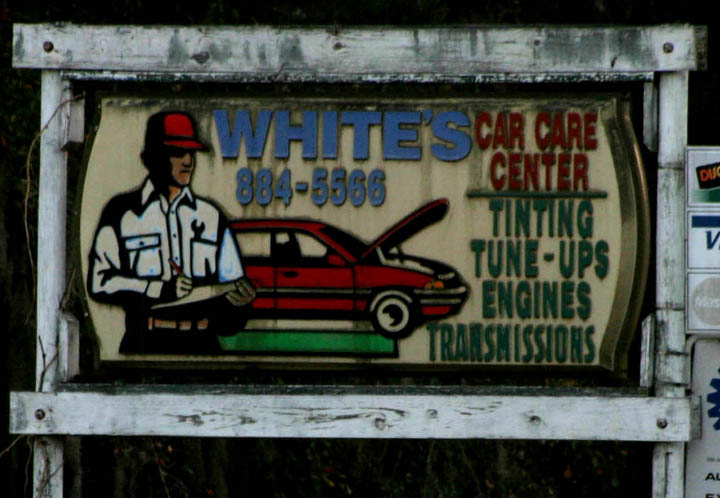 WHITE'S
884-5566
CAR CARE
CENTER
TINTING
TUNE-UPS
ENGINES
TRANSMISSIONS